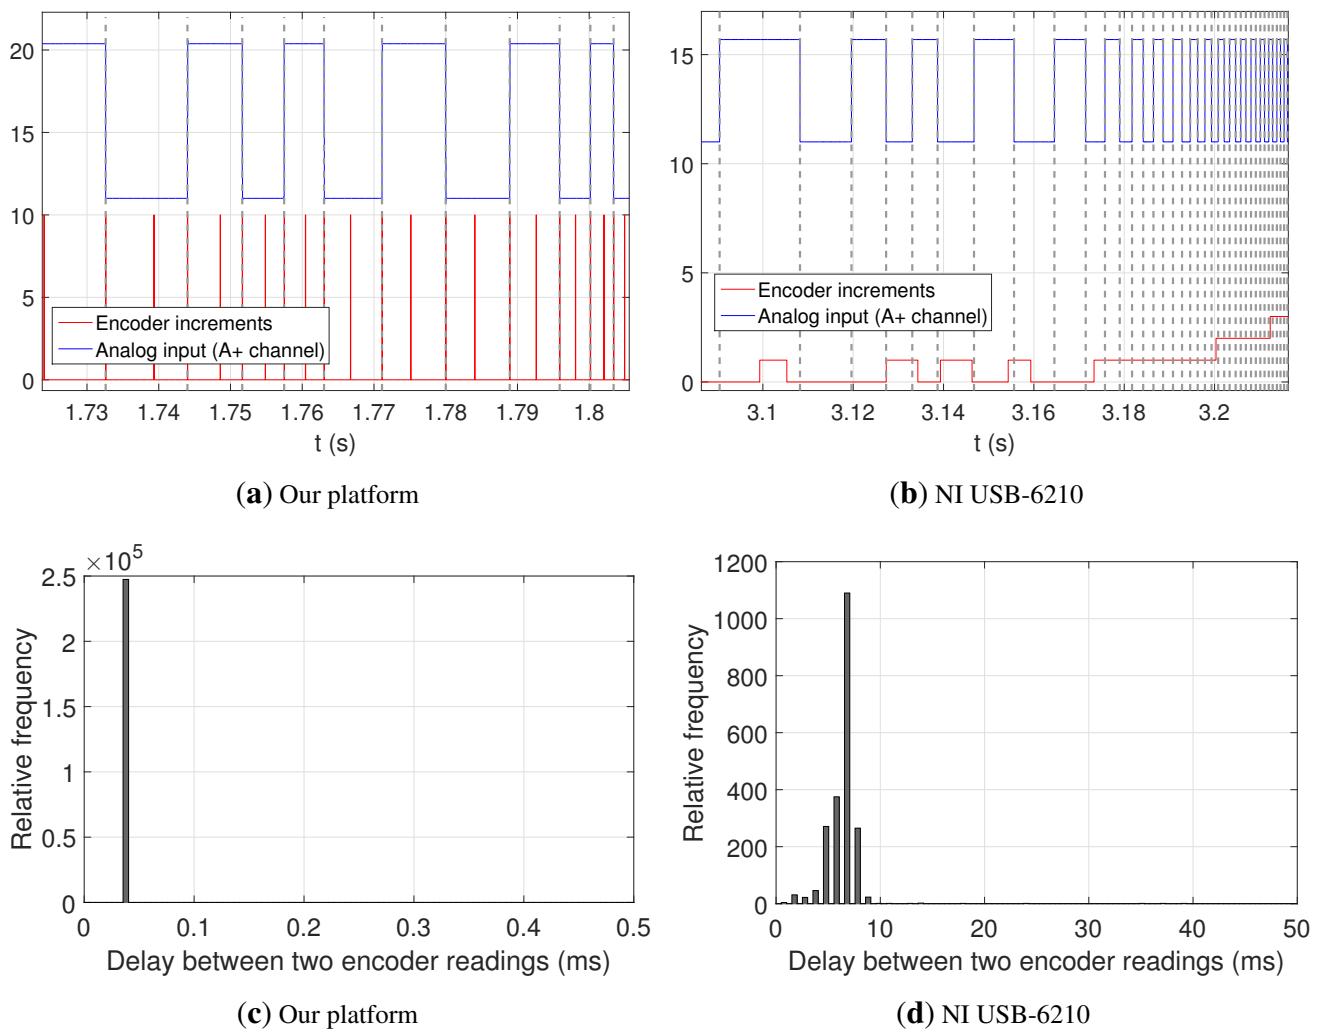 20
15
10
5
0
Encoder increments
Analog input (A+ channel)
1.73 1.74 1.75 1.76 1.77 1.78 1.79 1.8
t (s)
(a) Our platform
15
10
5
0
Encoder increments
Analog input (A+ channel)
3.1 3.12 3.14 3.16 3.18 3.2
t (s)
(b) NI USB-6210
×10⁵
2.5
2
1.5
1
0.5
0
Relative frequency
0 0.1 0.2 0.3 0.4 0.5
Delay between two encoder readings (ms)
(c) Our platform
1200
1000
800
600
400
200
0
Relative frequency
0 10 20 30 40 50
Delay between two encoder readings (ms)
(d) NI USB-6210